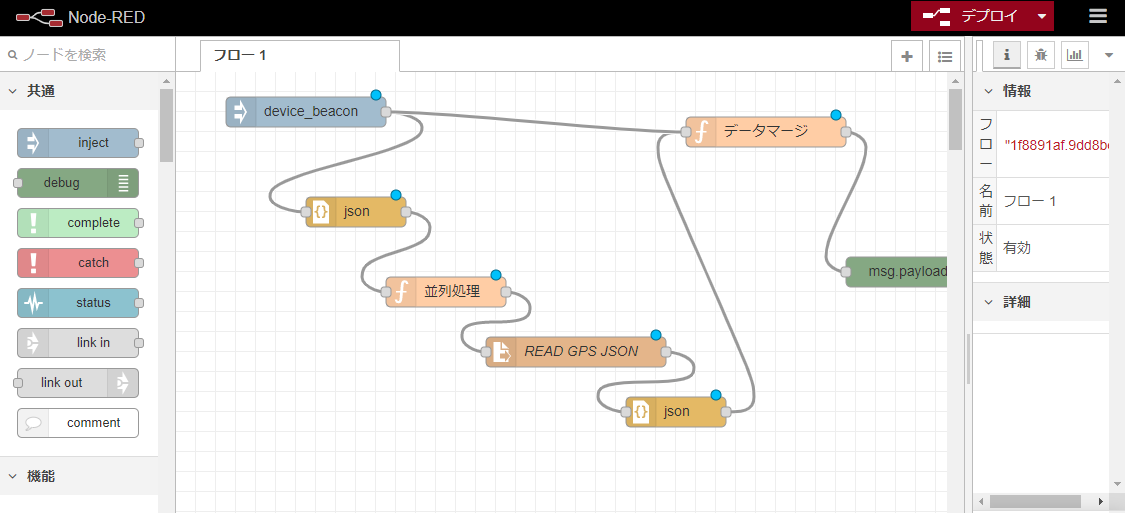 Node-RED
デプロイ
ノードを検索
フロー 1
共通
inject
debug
complete
catch
status
link in
link out
comment
機能
device_beacon
データマージ
json
並列処理
READ GPS JSON
json
msg.payload
情報
フロー
"1f8891af.9dd8b
名前
フロー 1
状態
有効
詳細